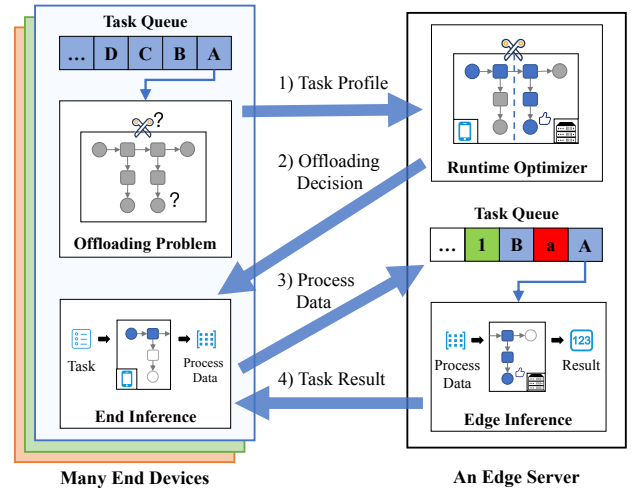 Task Queue
... D C B A
?
?
Offloading Problem
Task
Process
Data
End Inference
Many End Devices
1) Task Profile
2) Offloading
Decision
3) Process
Data
4) Task Result
Runtime Optimizer
Task Queue
... 1 B a A
Process
Data
123
Result
Edge Inference
An Edge Server